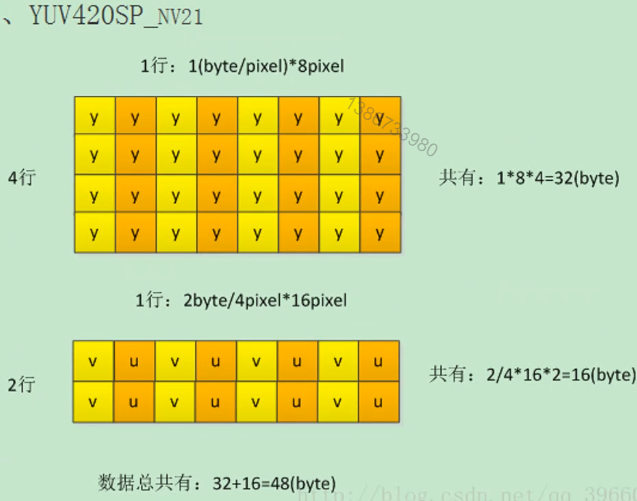 、YUV420SP_NV21
1行：1(byte/pixel)*8pixel
y y y y y y y y
4行
y y y y y y y y
共有：1*8*4=32(byte)
y y y y y y y y
y y y y y y y y
1行：2byte/4pixel*16pixel
v u v u v u v u
2行
共有：2/4*16*2=16(byte)
v u v u v u v u
数据总共有：32+16=48(byte)